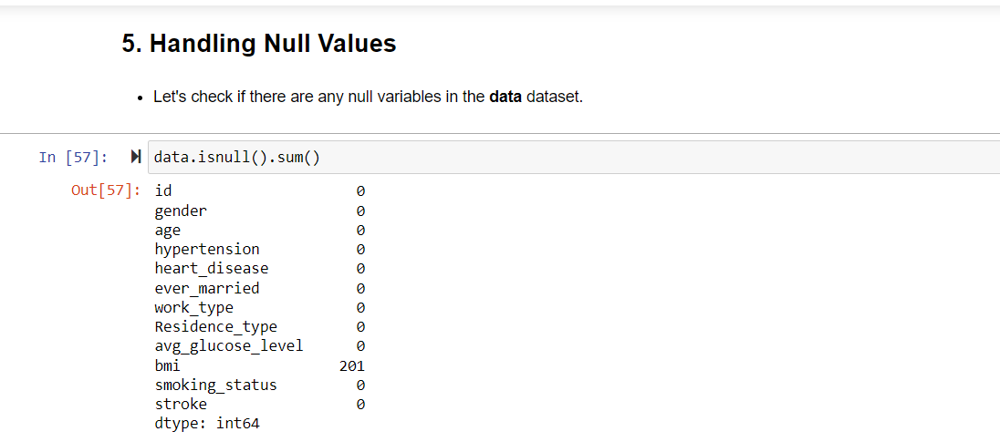 5. Handling Null Values
• Let's check if there are any null variables in the data dataset.
In [57]: data.isnull().sum()
Out[57]: id 0
gender 0
age 0
hypertension 0
heart_disease 0
ever_married 0
work_type 0
Residence_type 0
avg_glucose_level 0
bmi 201
smoking_status 0
stroke 0
dtype: int64